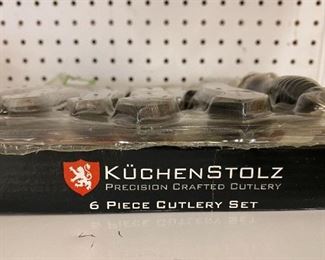 KÜCHENSTOLZ
PRECISION CRAFTED CUTLERY
6 PIECE CUTLERY SET